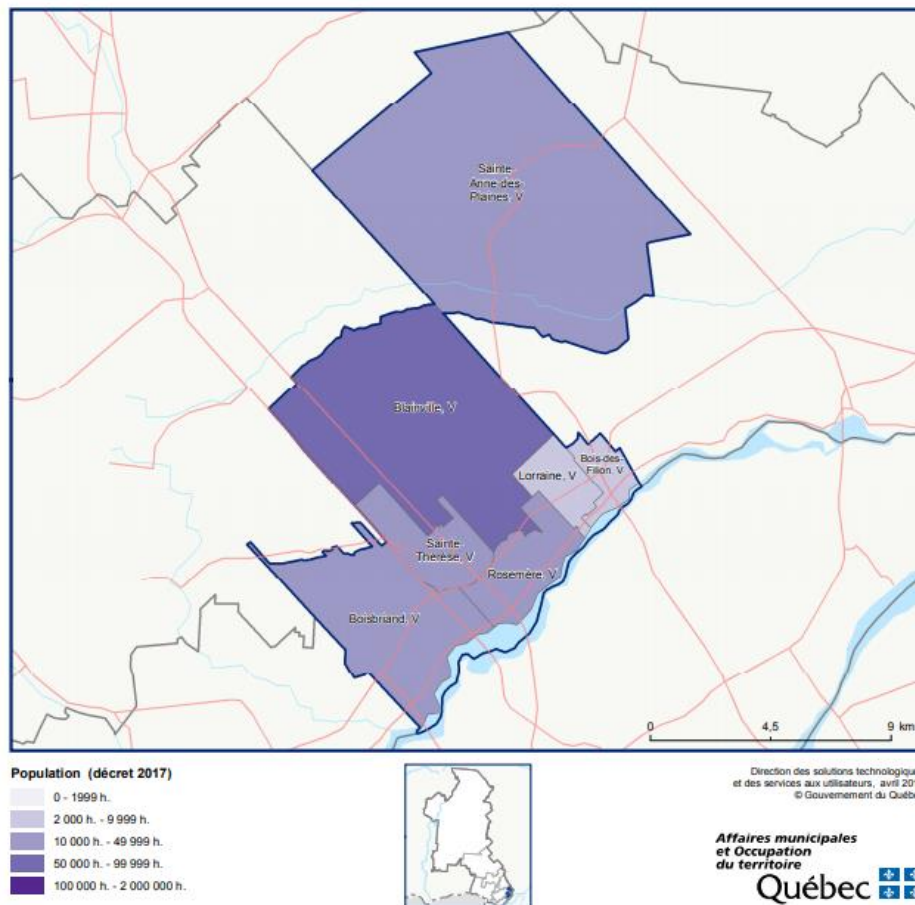 Sainte-
Anne-des-
Plaines, V
Blainville, V
Lorraine, V
Bois-des-
Filion, V
Sainte-
Thérèse, V
Rosemère, V
Boisbriand, V
0 4,5 9 km
Population (décret 2017)
0 - 1999 h.
2 000 h. - 9 999 h.
10 000 h. - 49 999 h.
50 000 h. - 99 999 h.
100 000 h. - 2 000 000 h.
Direction des solutions technologique
et des services aux utilisateurs, avril 201
© Gouvernement du Québe
Affaires municipales
et Occupation
du territoire
Québec